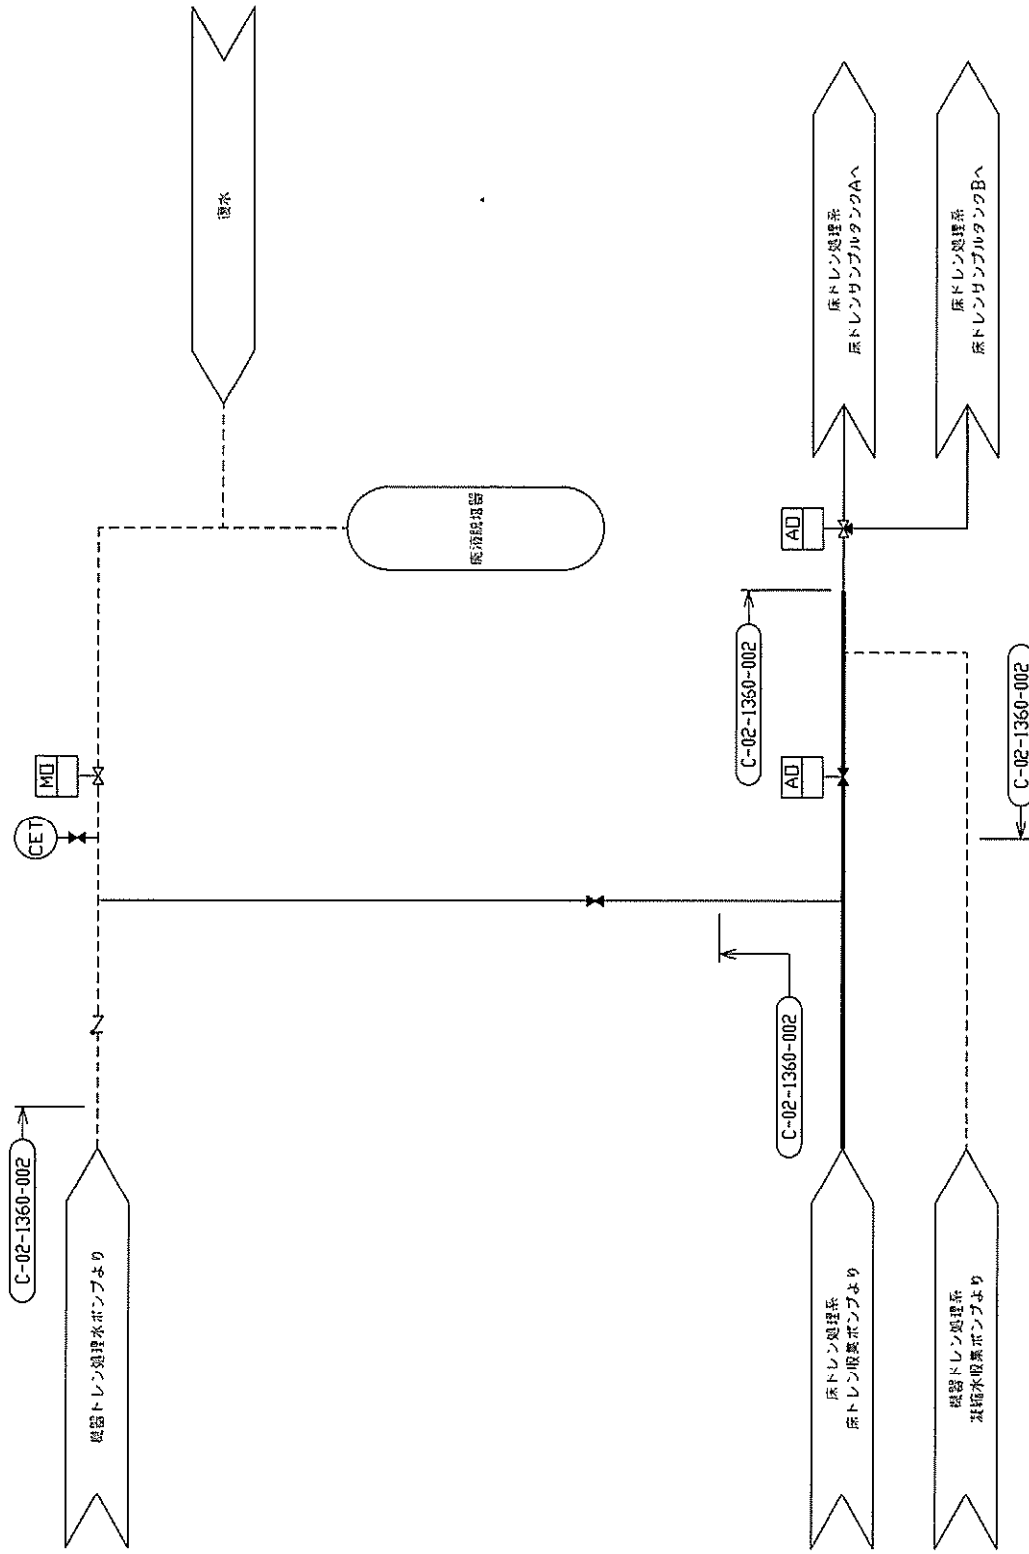 復水
床ドレン処理系
床ドレンサンプルタンクAへ
床ドレン処理系
床ドレンサンプルタンクBへ
廃液脱塩器
AO
C-02-1360-002
MO
CET
AO
C-02-1360-002
C-02-1360-002
C-02-1360-002
機器ドレン処理水ポンプより
床ドレン処理系
床ドレン収集ポンプより
機器ドレン処理系
凝縮水収集ポンプより